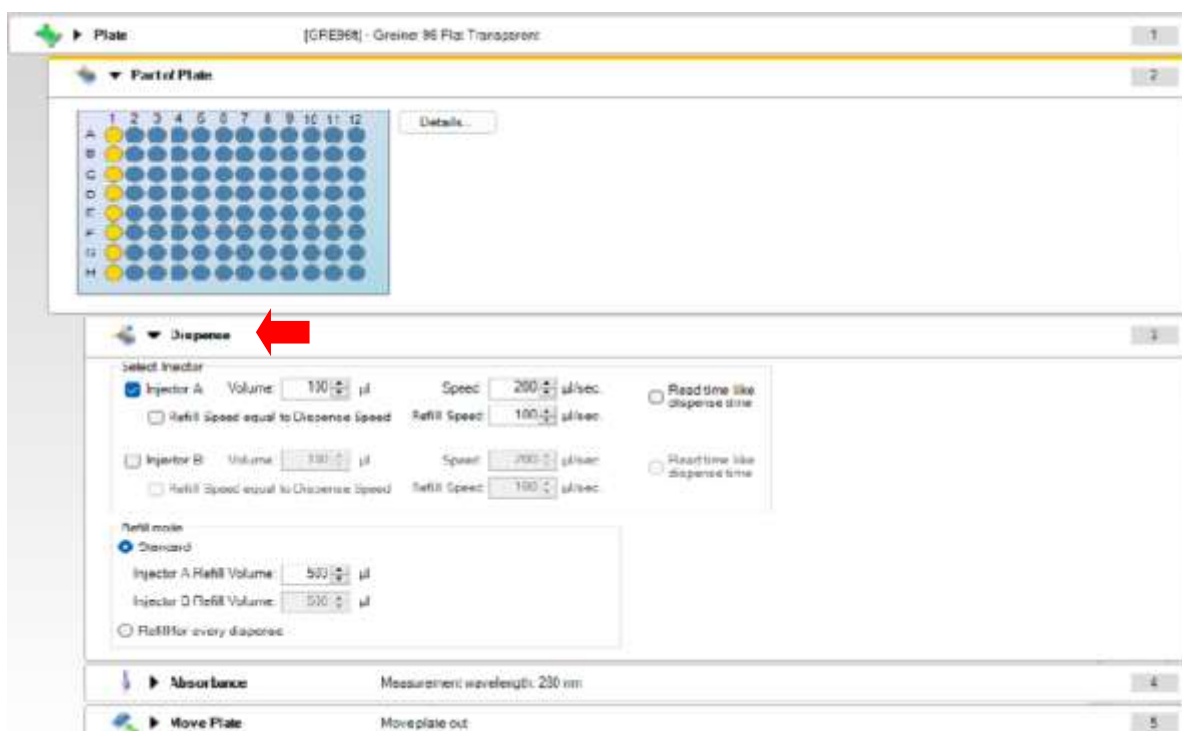 Plate [GRE96ft] - Greiner 96 Flat Transparent 1
Part of Plate 2
1 2 3 4 5 6 7 8 9 10 11 12
Details...
A
B
C
D
E
F
G
H
Dispense 3
Select Injector
Injector A Volume: 100 µl Speed: 200 µl/sec. Read time like dispense time
Refill Speed equal to Dispense Speed Refill Speed: 100 µl/sec.
Injector B Volume: 100 µl Speed: 200 µl/sec. Read time like dispense time
Refill Speed equal to Dispense Speed Refill Speed: 100 µl/sec.
Refill mode
Standard
Injector A Refill Volume: 500 µl
Injector B Refill Volume: 500 µl
Refill for every dispense
Absorbance Measurement wavelength: 280 nm 4
Move Plate Move plate out 5